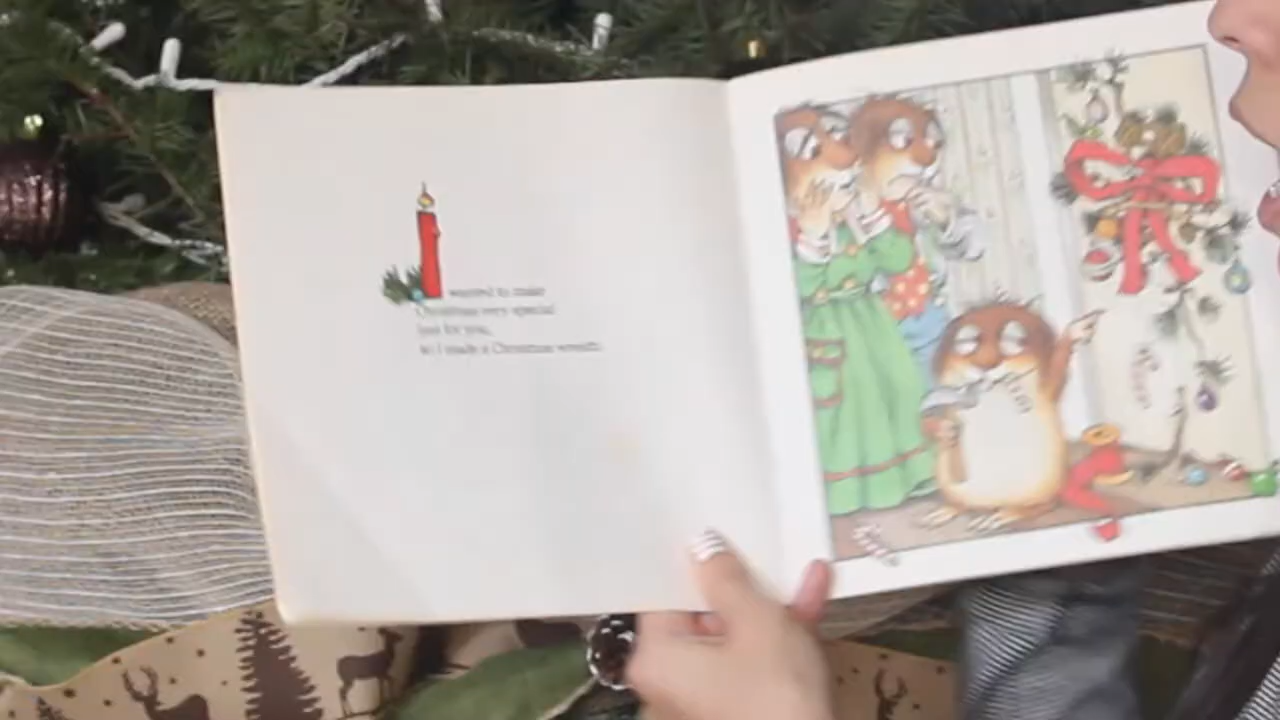 wanted to make
Christmas very special
just for you,
so I made a Christmas wreath.